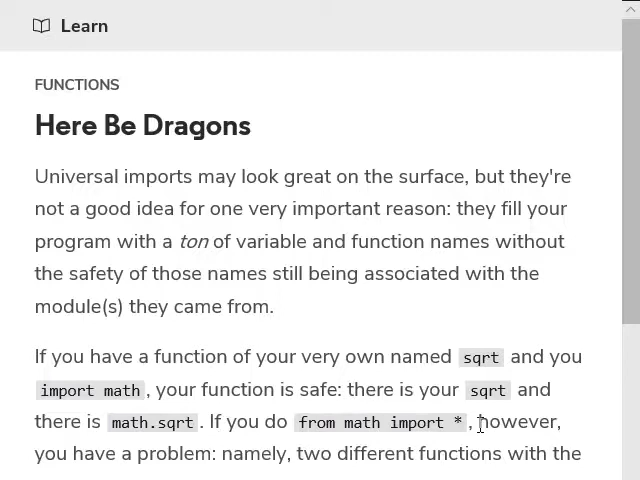 Learn
FUNCTIONS
Here Be Dragons
Universal imports may look great on the surface, but they're
not a good idea for one very important reason: they fill your
program with a ton of variable and function names without
the safety of those names still being associated with the
module(s) they came from.
If you have a function of your very own named sqrt and you
import math, your function is safe: there is your sqrt and
there is math.sqrt. If you do from math import *, however,
you have a problem: namely, two different functions with the